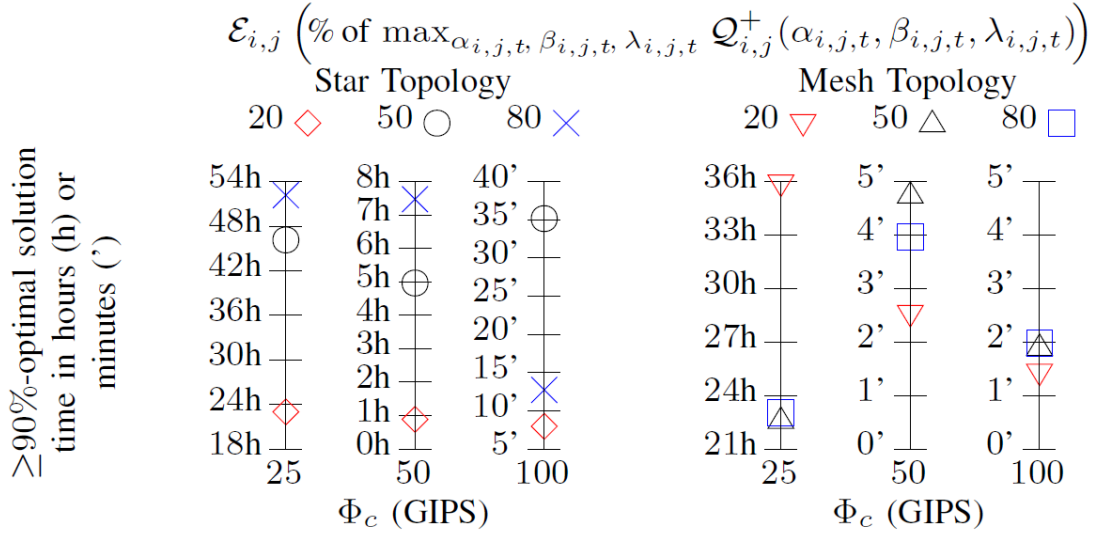 ℰᵢ,ⱼ (% of max_{α_{i,j,t}, β_{i,j,t}, λ_{i,j,t}} 𝒬⁺_{i,j}(α_{i,j,t}, β_{i,j,t}, λ_{i,j,t}))
Star Topology Mesh Topology
20 50 80 20 50 80
≥90%-optimal solution
time in hours (h) or
minutes (')
54h
48h
42h
36h
30h
24h
18h
25
8h
7h
6h
5h
4h
3h
2h
1h
0h
50
40'
35'
30'
25'
20'
15'
10'
5'
100
Φ_c (GIPS)
36h
33h
30h
27h
24h
21h
25
5'
4'
3'
2'
1'
0'
50
5'
4'
3'
2'
1'
0'
100
Φ_c (GIPS)